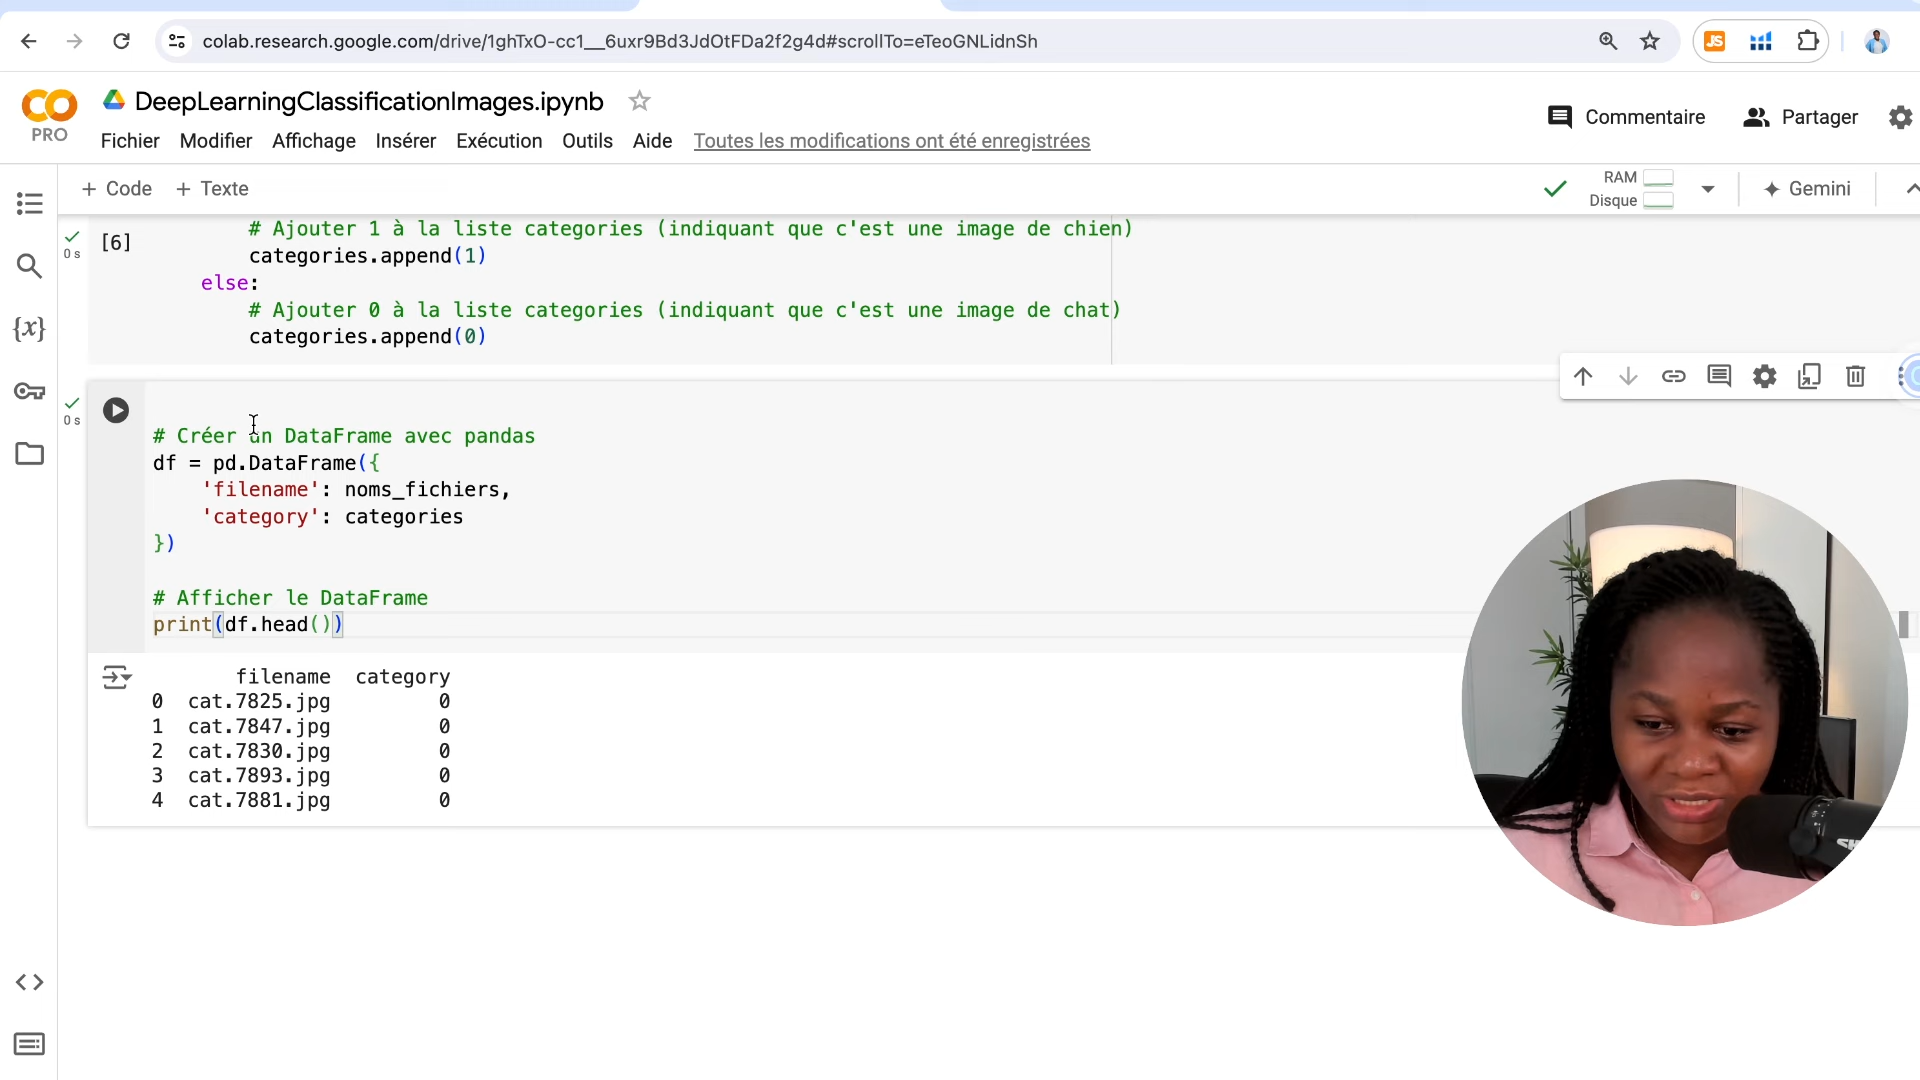 colab.research.google.com/drive/1ghTxO-cc1__6uxr9Bd3JdOtFDa2f2g4d#scrollTo=eTeoGNLidnSh
JS
CO
PRO
DeepLearningClassificationImages.ipynb
Commentaire
Partager
Fichier Modifier Affichage Insérer Exécution Outils Aide Toutes les modifications ont été enregistrées
+ Code + Texte
RAM
Disque
Gemini
[6]
0 s
# Ajouter 1 à la liste categories (indiquant que c'est une image de chien)
categories.append(1)
else:
# Ajouter 0 à la liste categories (indiquant que c'est une image de chat)
categories.append(0)
{x}
0 s
# Créer un DataFrame avec pandas
df = pd.DataFrame({
'filename': noms_fichiers,
'category': categories
})
# Afficher le DataFrame
print(df.head())
filename category
0 cat.7825.jpg 0
1 cat.7847.jpg 0
2 cat.7830.jpg 0
3 cat.7893.jpg 0
4 cat.7881.jpg 0